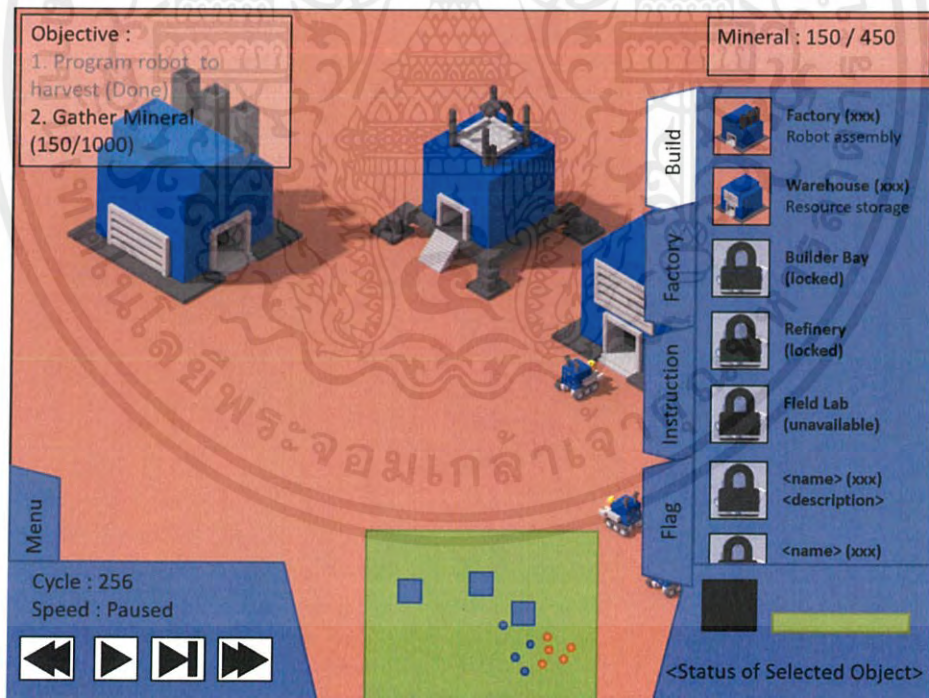 Objective :
1. Program robot to
harvest (Done)
2. Gather Mineral
(150/1000)
Mineral : 150 / 450
Build
Factory
Instruction
Flag
Factory (xxx)
Robot assembly
Warehouse (xxx)
Resource storage
Builder Bay
(locked)
Refinery
(locked)
Field Lab
(unavailable)
<name> (xxx)
<description>
<name> (xxx)
Menu
Cycle : 256
Speed : Paused
<Status of Selected Object>